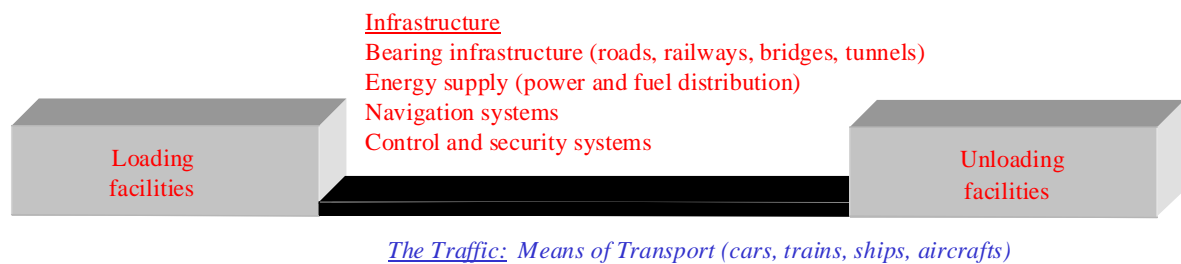 Infrastructure
Bearing infrastructure (roads, railways, bridges, tunnels)
Energy supply (power and fuel distribution)
Navigation systems
Control and security systems
Loading
facilities
Unloading
facilities
The Traffic: Means of Transport (cars, trains, ships, aircrafts)